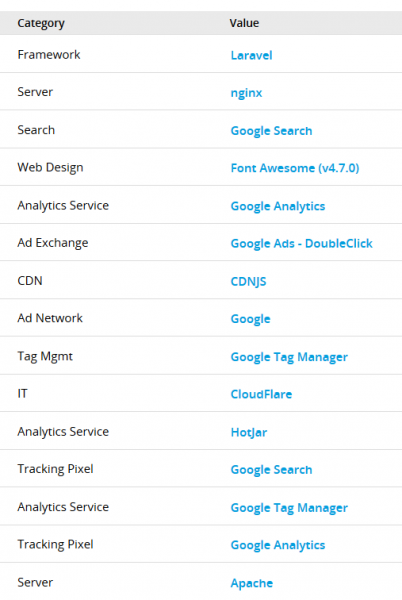 Category Value
Framework Laravel
Server nginx
Search Google Search
Web Design Font Awesome (v4.7.0)
Analytics Service Google Analytics
Ad Exchange Google Ads - DoubleClick
CDN CDNJS
Ad Network Google
Tag Mgmt Google Tag Manager
IT CloudFlare
Analytics Service HotJar
Tracking Pixel Google Search
Analytics Service Google Tag Manager
Tracking Pixel Google Analytics
Server Apache